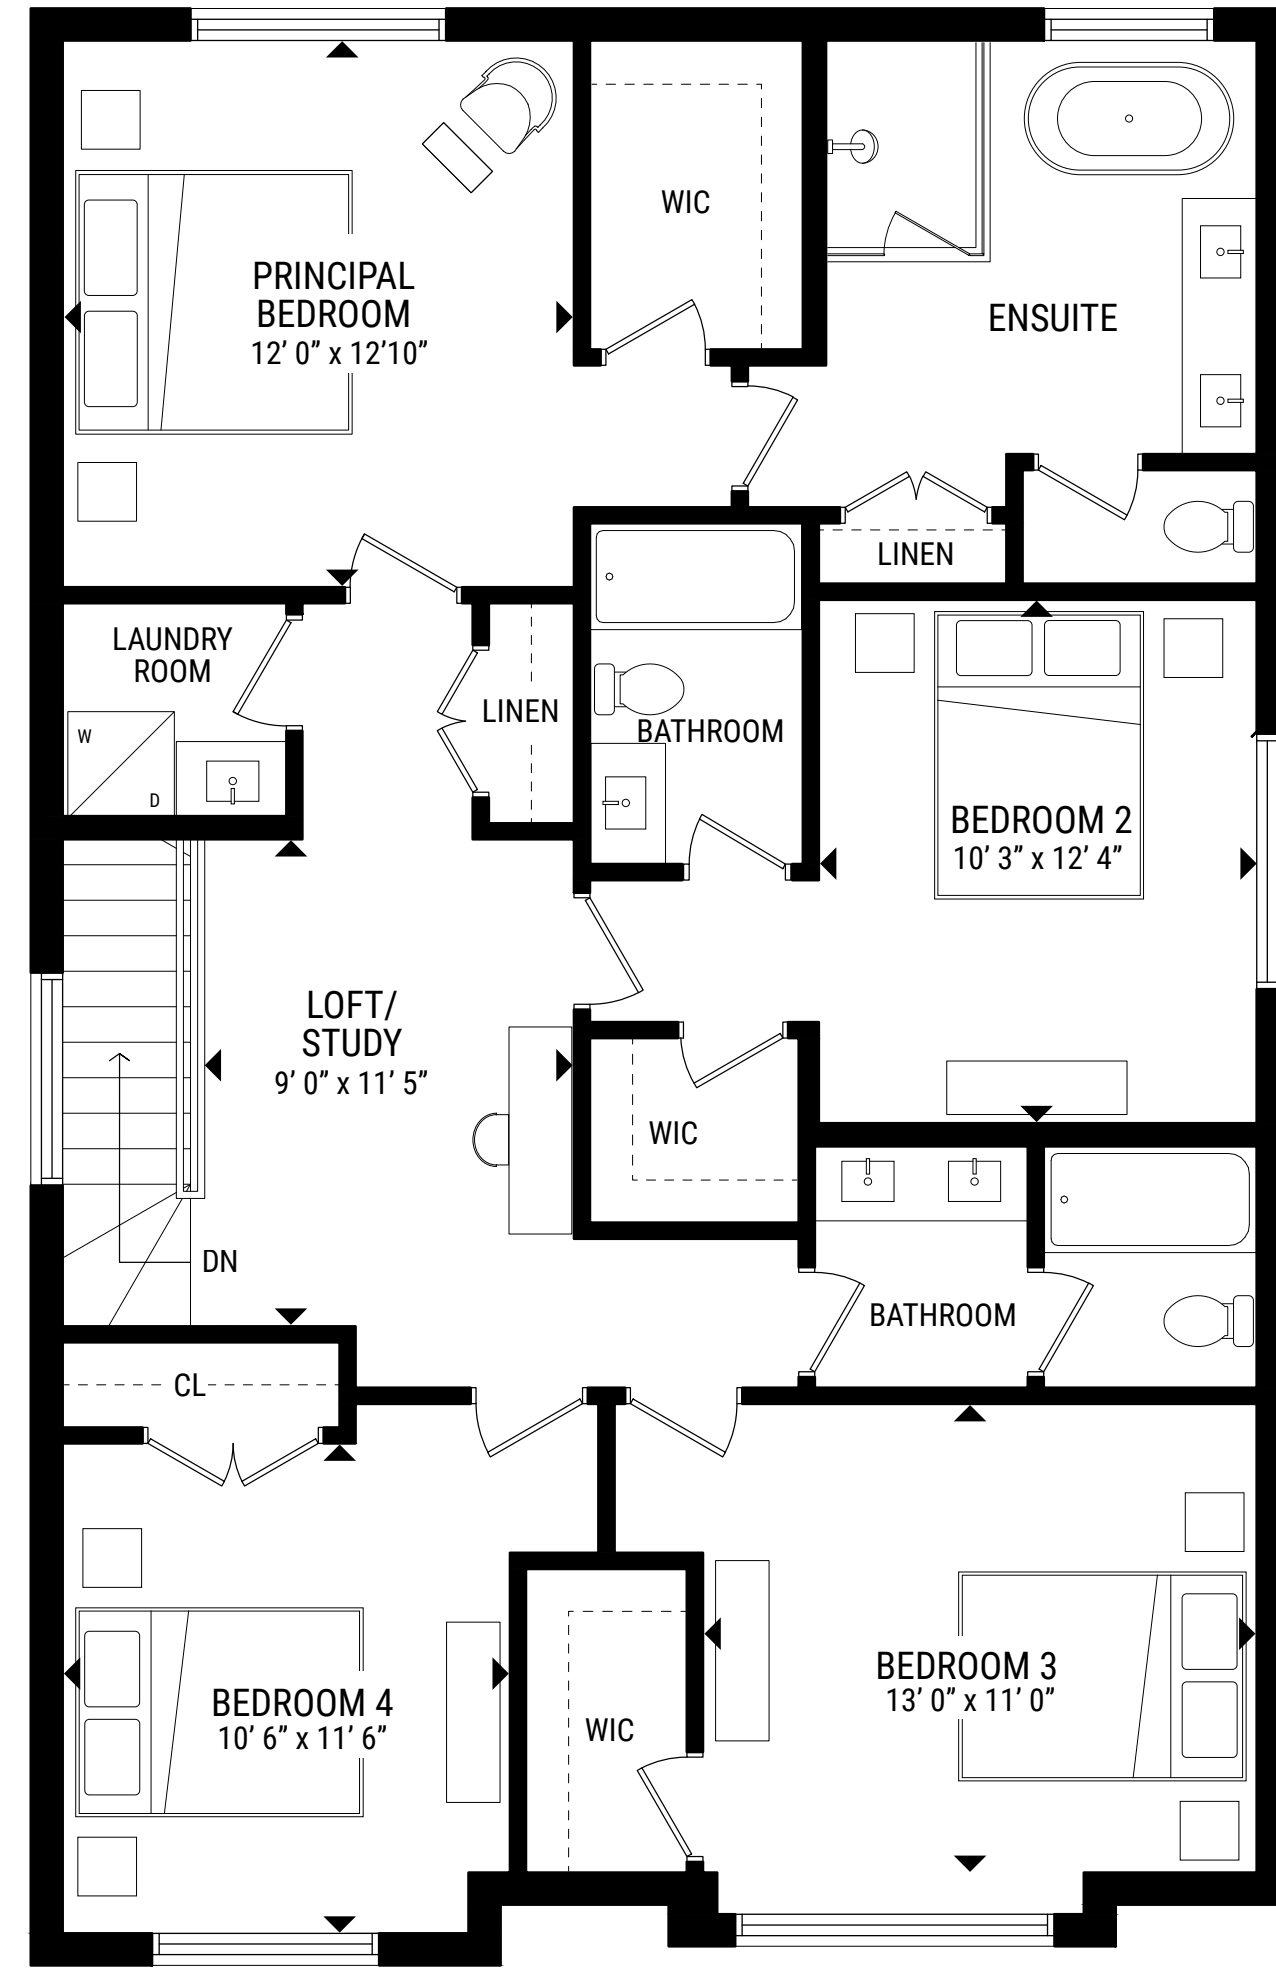 WIC
PRINCIPAL
BEDROOM
12’ 0” x 12’10”
ENSUITE
LINEN
LAUNDRY
ROOM
W
D
LINEN
BATHROOM
BEDROOM 2
10’ 3” x 12’ 4”
LOFT/
STUDY
9’ 0” x 11’ 5”
WIC
DN
BATHROOM
CL
BEDROOM 3
13’ 0” x 11’ 0”
BEDROOM 4
10’ 6” x 11’ 6”
WIC